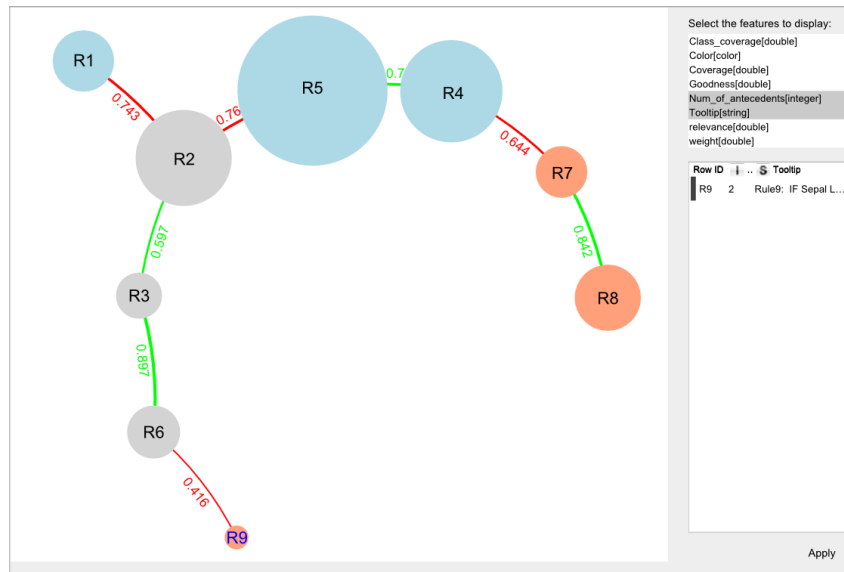 Select the features to display:
Class_coverage[double]
Color[color]
Coverage[double]
Goodness[double]
Num_of_antecedents[integer]
Tooltip[string]
relevance[double]
weight[double]
Row ID I .. S Tooltip
R9 2 Rule9: IF Sepal L...
Apply
R1
0.743
R2
0.76
R5
0.7
R4
0.644
R7
0.842
R8
0.597
R3
0.897
R6
0.416
R9